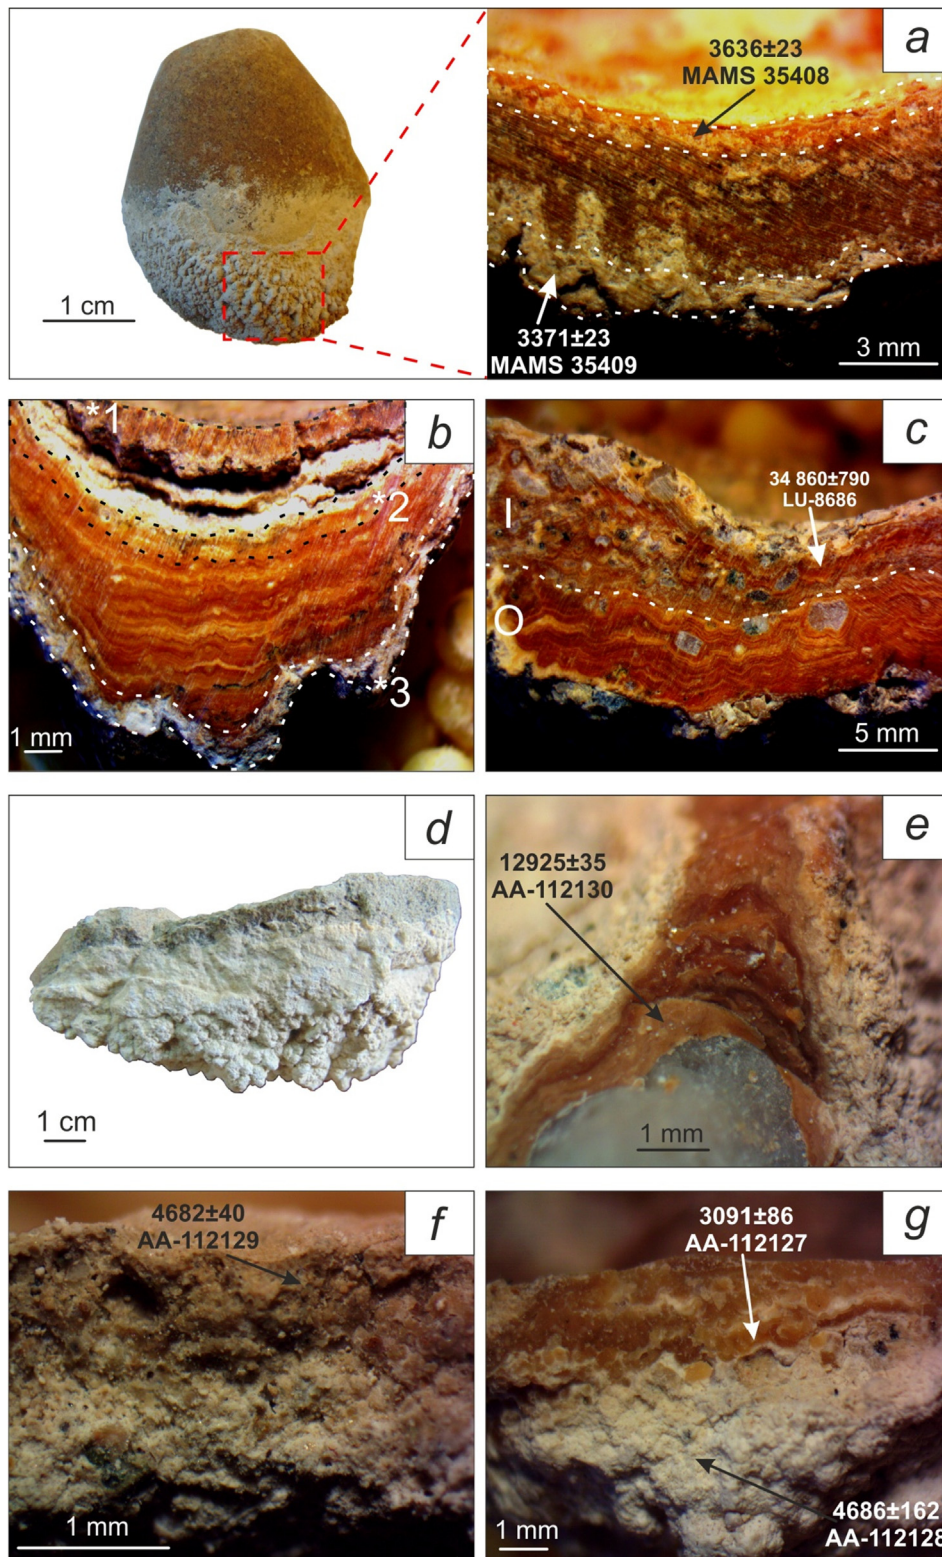 1 cm
a
3636±23
MAMS 35408
3371±23
MAMS 35409
3 mm
b
*1
*2
*3
1 mm
c
34 860±790
LU-8686
I
O
5 mm
d
1 cm
e
12925±35
AA-112130
1 mm
f
4682±40
AA-112129
1 mm
g
3091±86
AA-112127
4686±162
AA-112128
1 mm